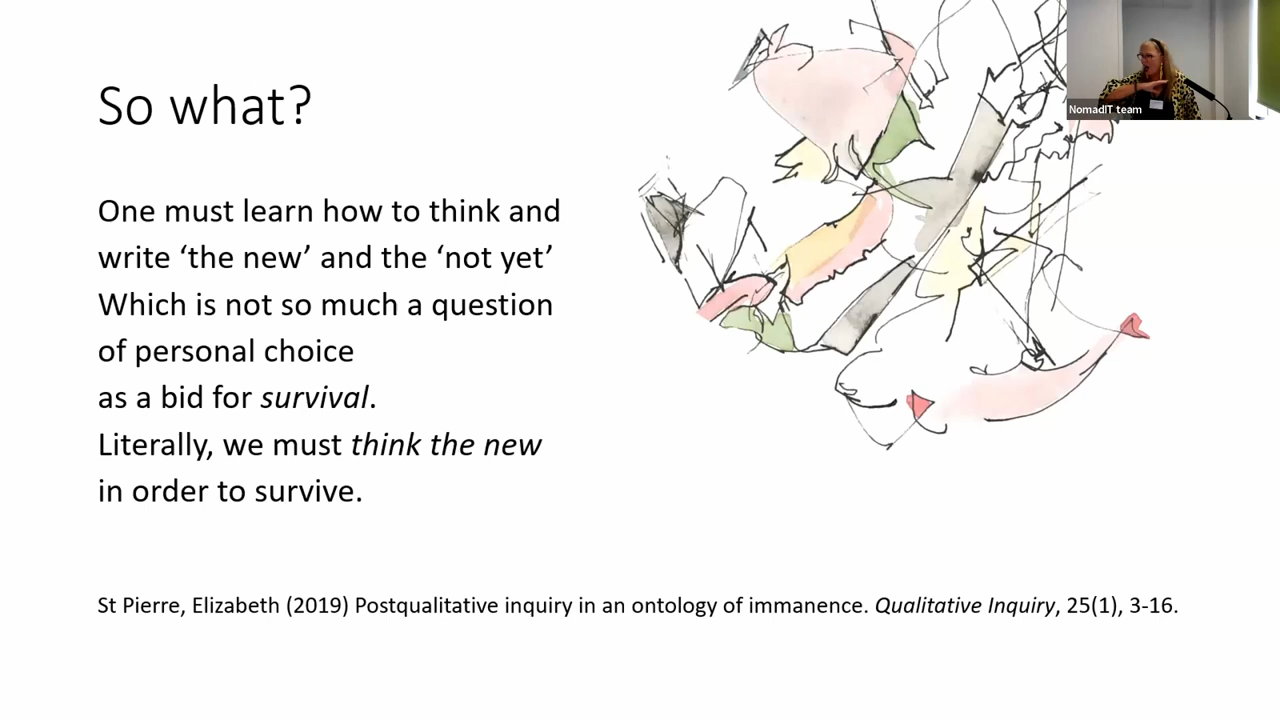 So what?
One must learn how to think and
write ‘the new’ and the ‘not yet’
Which is not so much a question
of personal choice
as a bid for survival.
Literally, we must think the new
in order to survive.
St Pierre, Elizabeth (2019) Postqualitative inquiry in an ontology of immanence. Qualitative Inquiry, 25(1), 3-16.
NomadIT team